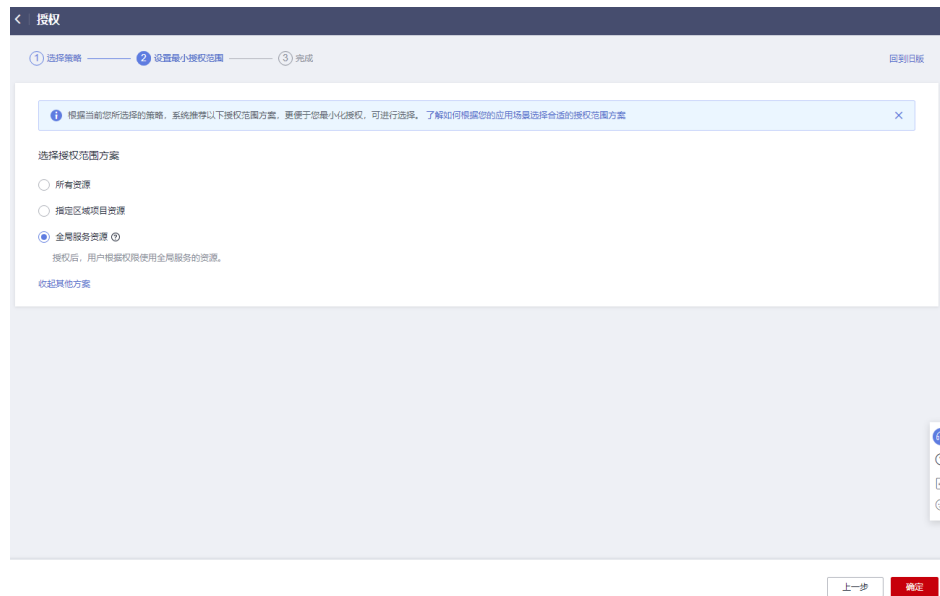 授权
1 选择策略 2 设置最小授权范围 3 完成 回到旧版
根据当前您所选择的策略，系统推荐以下授权范围方案，更便于您最小化授权，可进行选择。 了解如何根据您的应用场景选择合适的授权范围方案
选择授权范围方案
所有资源
指定区域项目资源
全局服务资源
授权后，用户根据权限使用全局服务的资源。
收起其他方案
上一步 确定